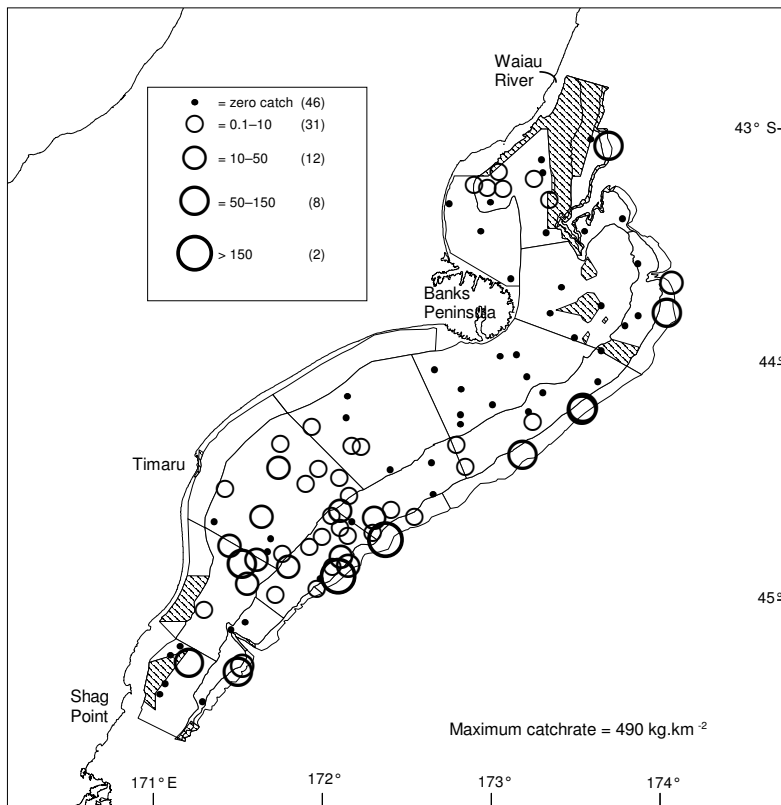 Waiau
River
= zero catch (46)
= 0.1–10 (31)
= 10–50 (12)
= 50–150 (8)
> 150 (2)
43° S
Banks
Peninsula
44°
Timaru
45°
Shag
Point
Maximum catchrate = 490 kg.km -2
171° E
172°
173°
174°